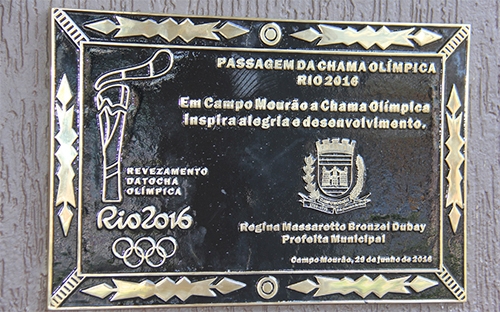 PASSAGEM DA CHAMA OLÍMPICA
RIO 2016
Em Campo Mourão a Chama Olímpica
inspira alegria e desenvolvimento.
REVEZAMENTO
DA TOCHA
OLÍMPICA
Rio2016
Regina Massaretto Bronzel Dubay
Prefeita Municipal
Campo Mourão, 29 de junho de 2016